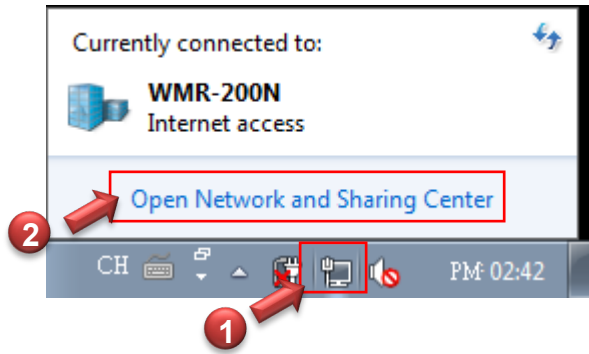 Currently connected to:
WMR-200N
Internet access
Open Network and Sharing Center
2
CH
PM 02:42
1